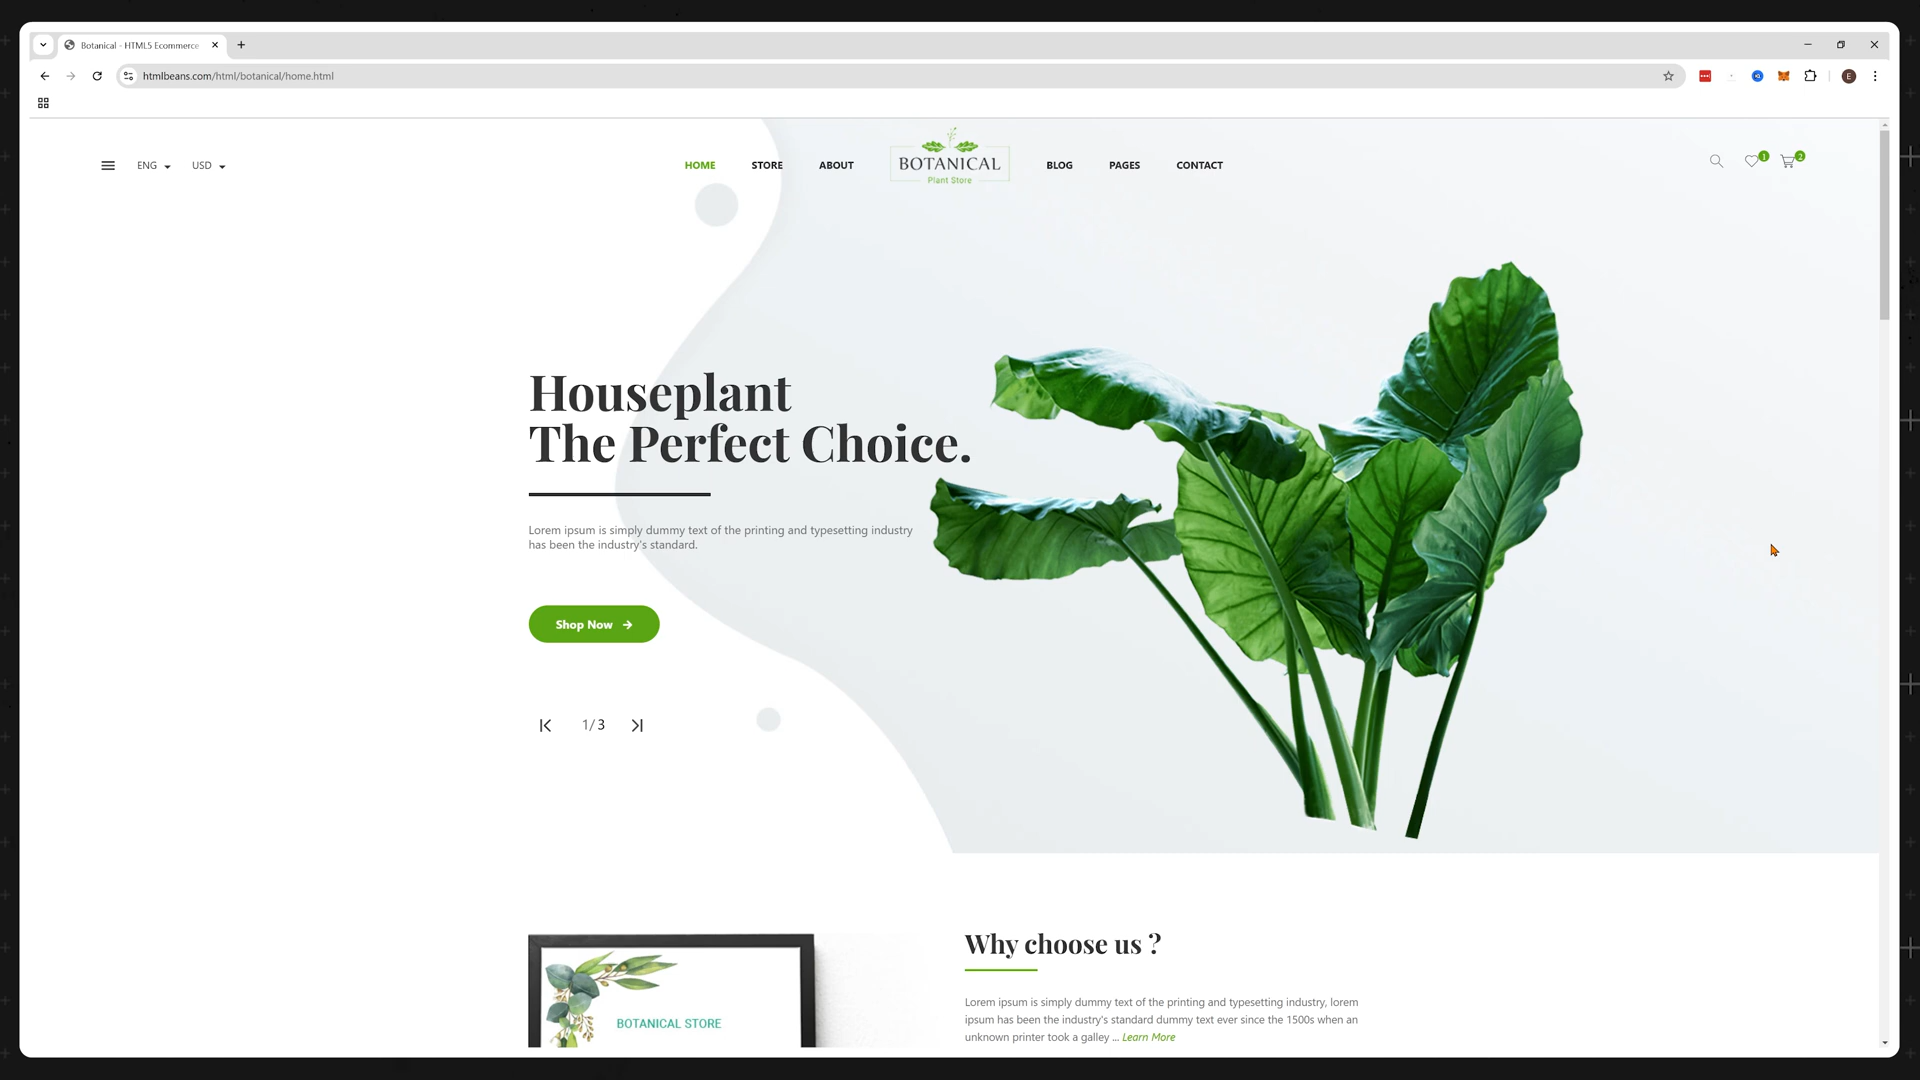 Botanical - HTML5 Ecommerce
htmlbeans.com/html/botanical/home.html
E
ENG
USD
HOME
STORE
ABOUT
BOTANICAL
Plant Store
BLOG
PAGES
CONTACT
1
2
Houseplant
The Perfect Choice.
Lorem ipsum is simply dummy text of the printing and typesetting industry
has been the industry's standard.
Shop Now
1/3
BOTANICAL STORE
Why choose us ?
Lorem ipsum is simply dummy text of the printing and typesetting industry, lorem
ipsum has been the industry's standard dummy text ever since the 1500s when an
unknown printer took a galley ... Learn More